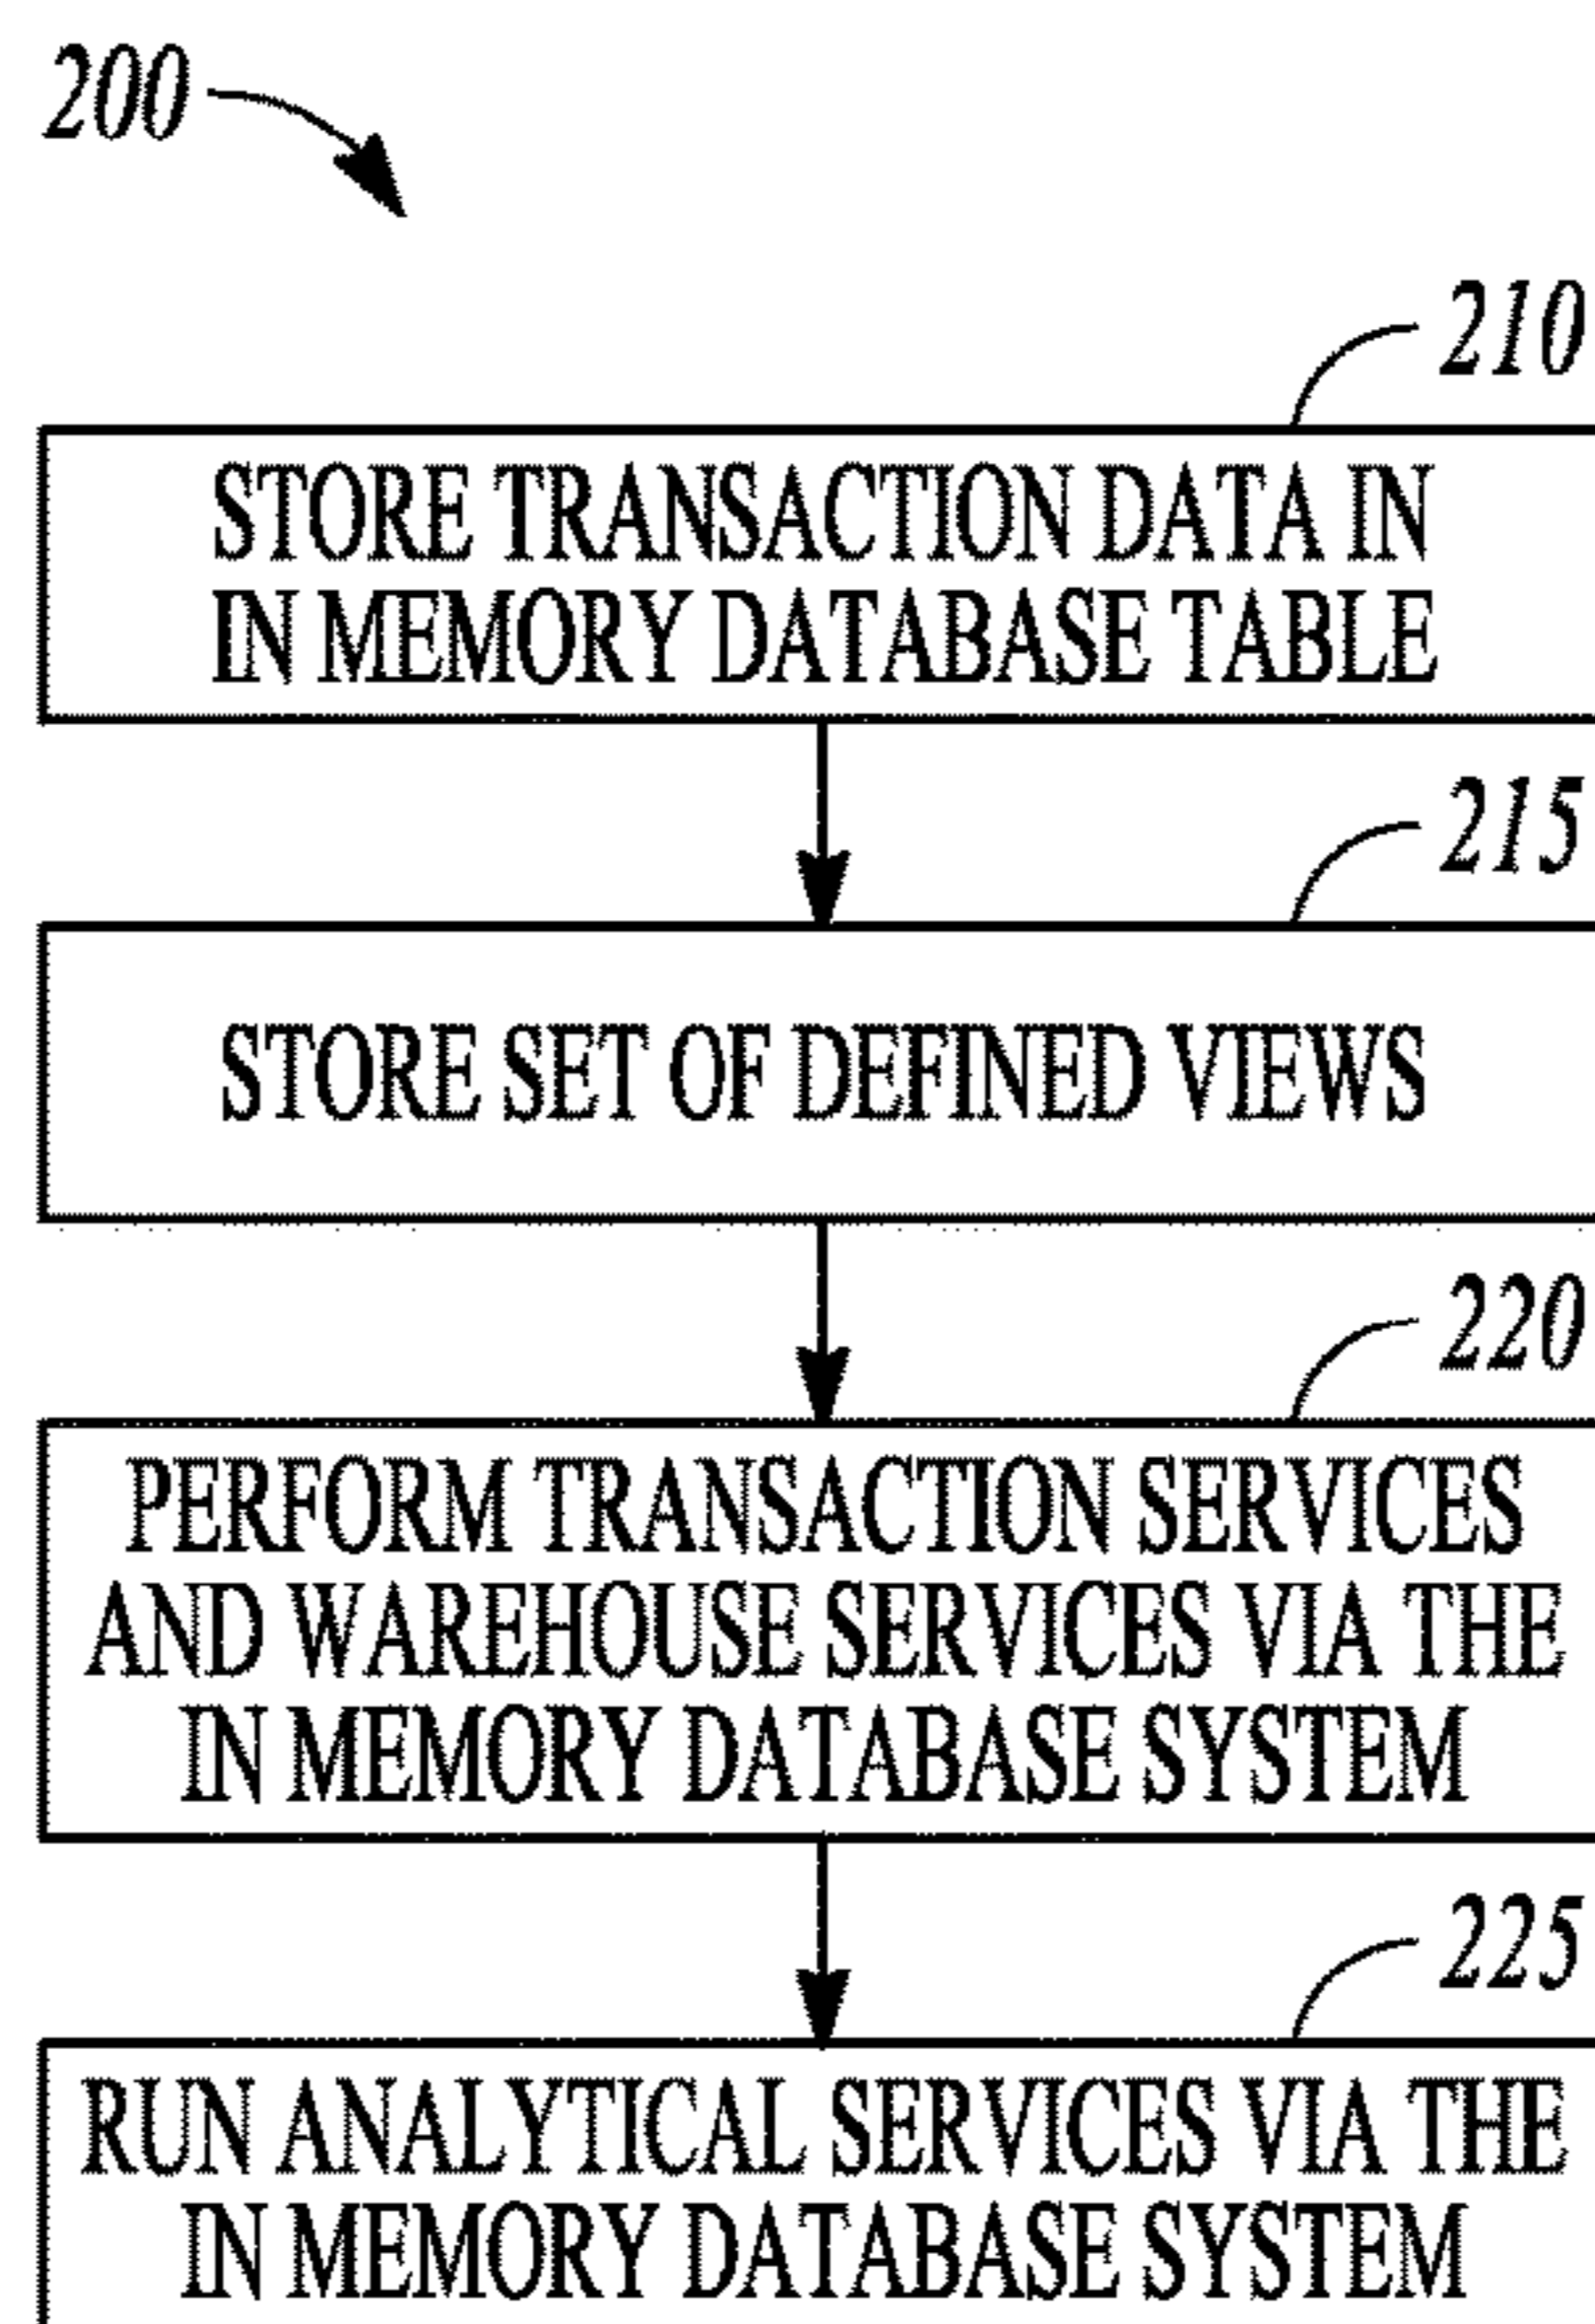 200
210
STORE TRANSACTION DATA IN
IN MEMORY DATABASE TABLE
215
STORE SET OF DEFINED VIEWS
220
PERFORM TRANSACTION SERVICES
AND WAREHOUSE SERVICES VIA THE
IN MEMORY DATABASE SYSTEM
225
RUN ANALYTICAL SERVICES VIA THE
IN MEMORY DATABASE SYSTEM